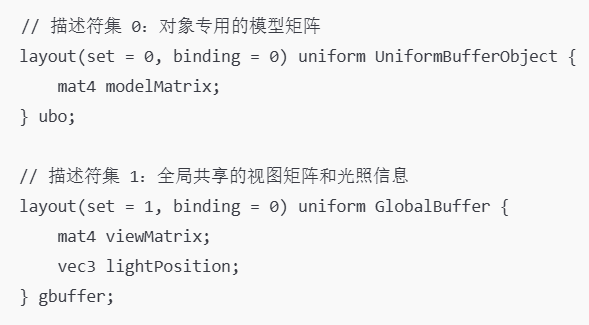 // 描述符集 0：对象专用的模型矩阵
layout(set = 0, binding = 0) uniform UniformBufferObject {
    mat4 modelMatrix;
} ubo;

// 描述符集 1：全局共享的视图矩阵和光照信息
layout(set = 1, binding = 0) uniform GlobalBuffer {
    mat4 viewMatrix;
    vec3 lightPosition;
} gbuffer;